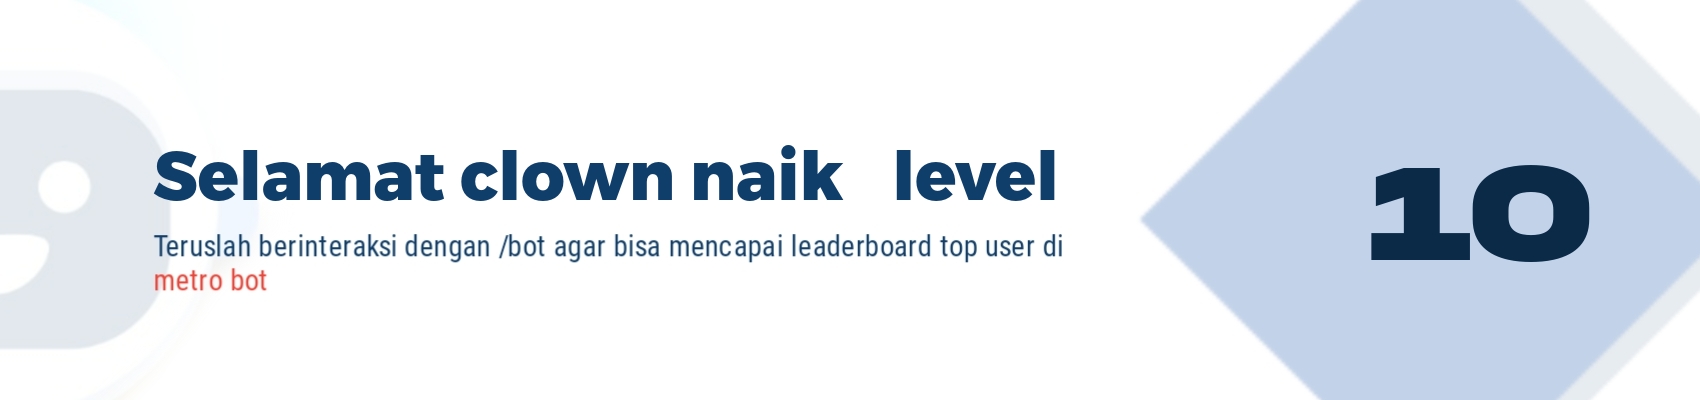 Selamat clown naik level
10
Teruslah berinteraksi dengan /bot agar bisa mencapai leaderboard top user di
metro bot